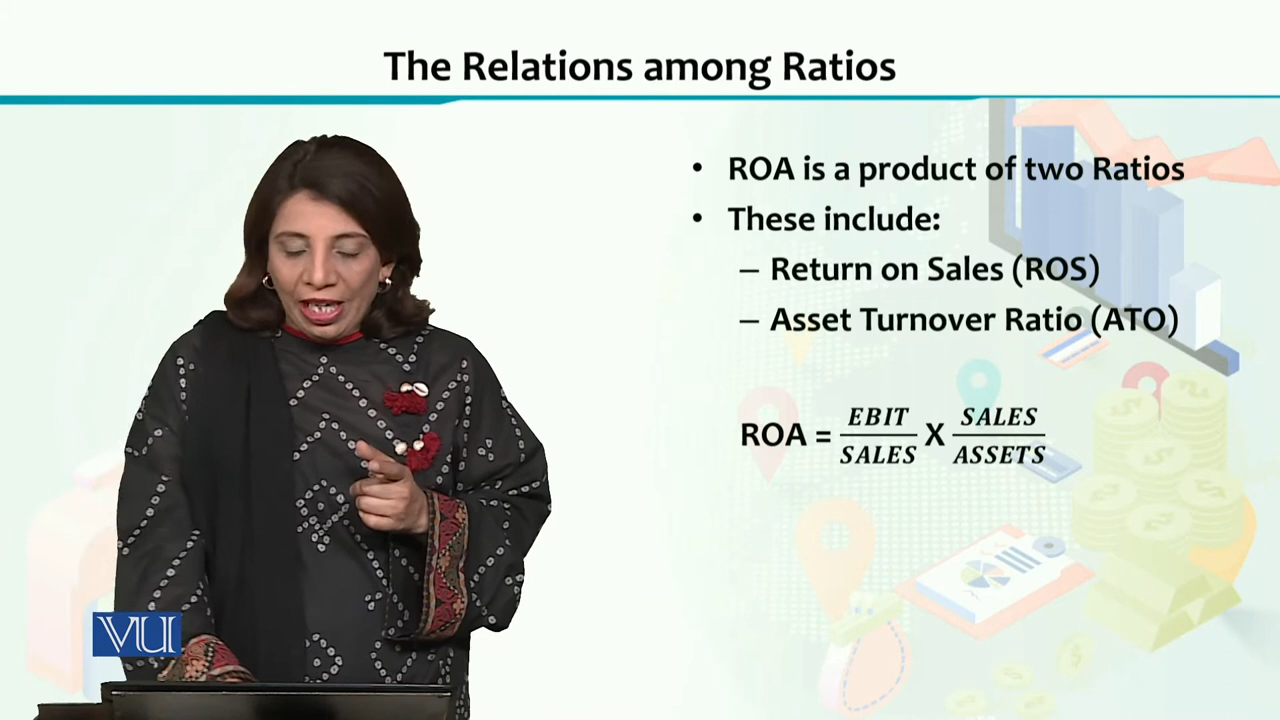 The Relations among Ratios
• ROA is a product of two Ratios
• These include:
– Return on Sales (ROS)
– Asset Turnover Ratio (ATO)
ROA = EBIT/SALES X SALES/ASSETS
VU